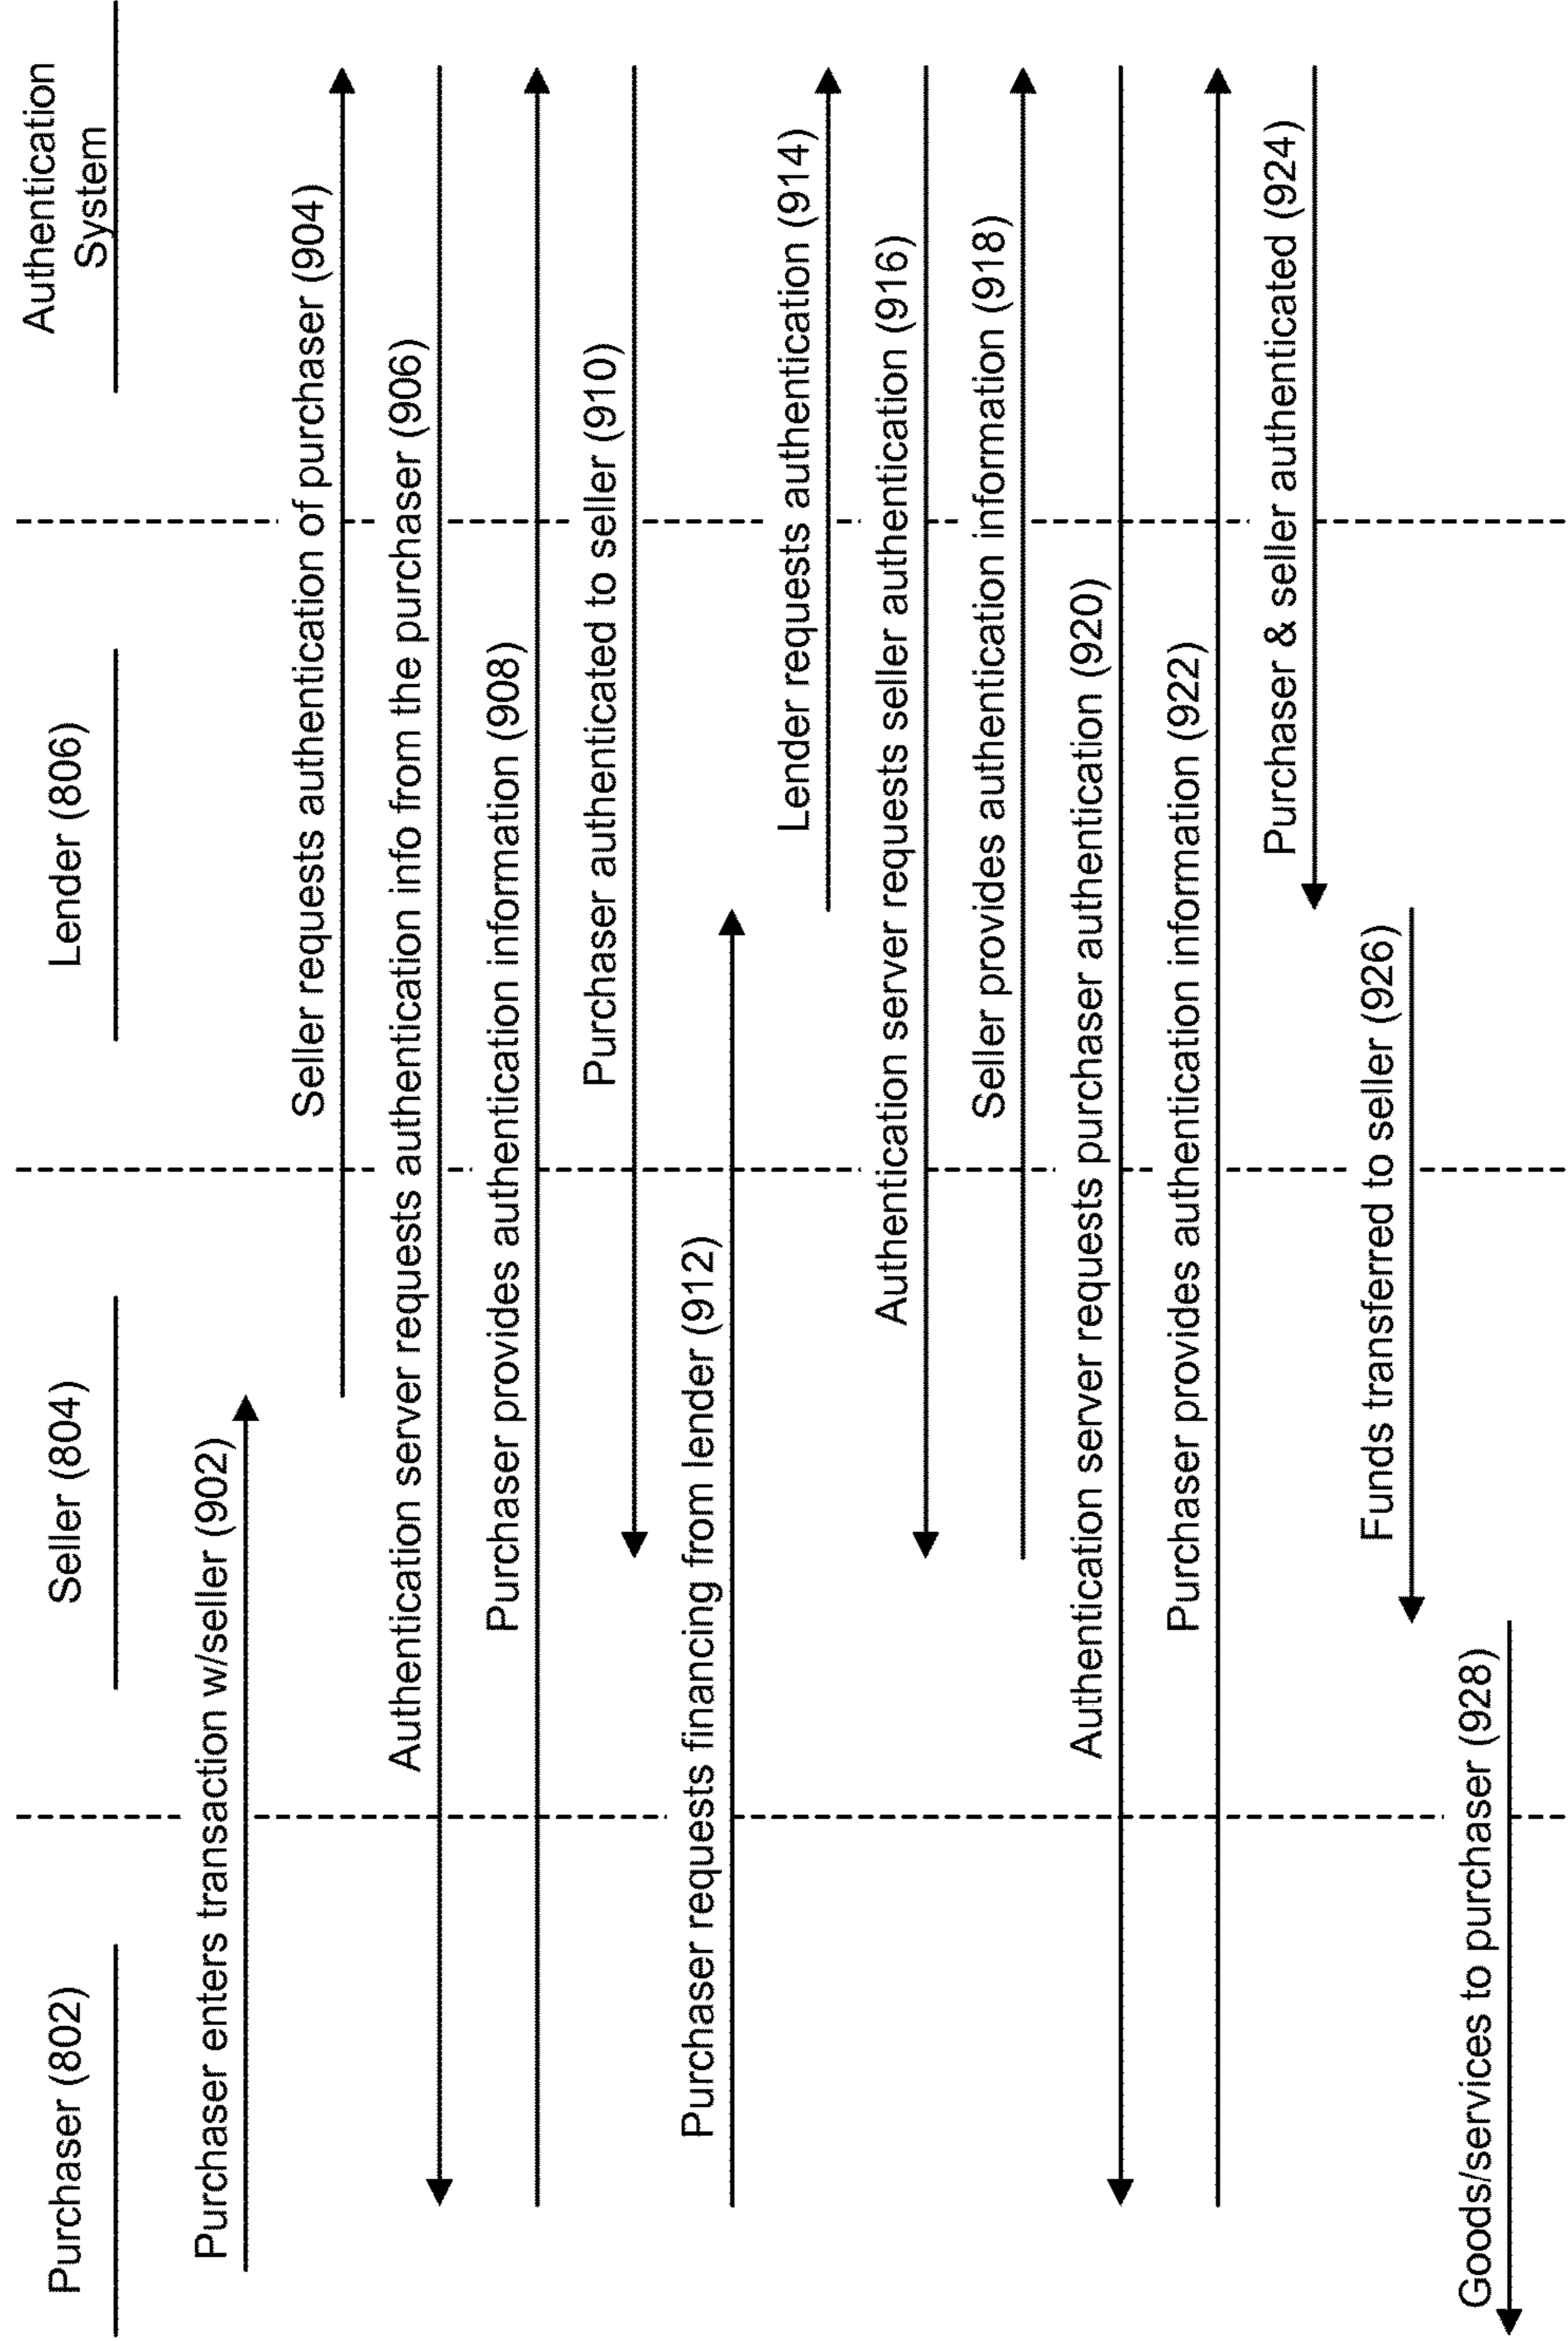 Purchaser (802)
Seller (804)
Lender (806)
Authentication
System
Purchaser enters transaction w/seller (902)
Seller requests authentication of purchaser (904)
Authentication server requests authentication info from the purchaser (906)
Purchaser provides authentication information (908)
Purchaser authenticated to seller (910)
Purchaser requests financing from lender (912)
Lender requests authentication (914)
Authentication server requests seller authentication (916)
Seller provides authentication information (918)
Authentication server requests purchaser authentication (920)
Purchaser provides authentication information (922)
Purchaser & seller authenticated (924)
Funds transferred to seller (926)
Goods/services to purchaser (928)